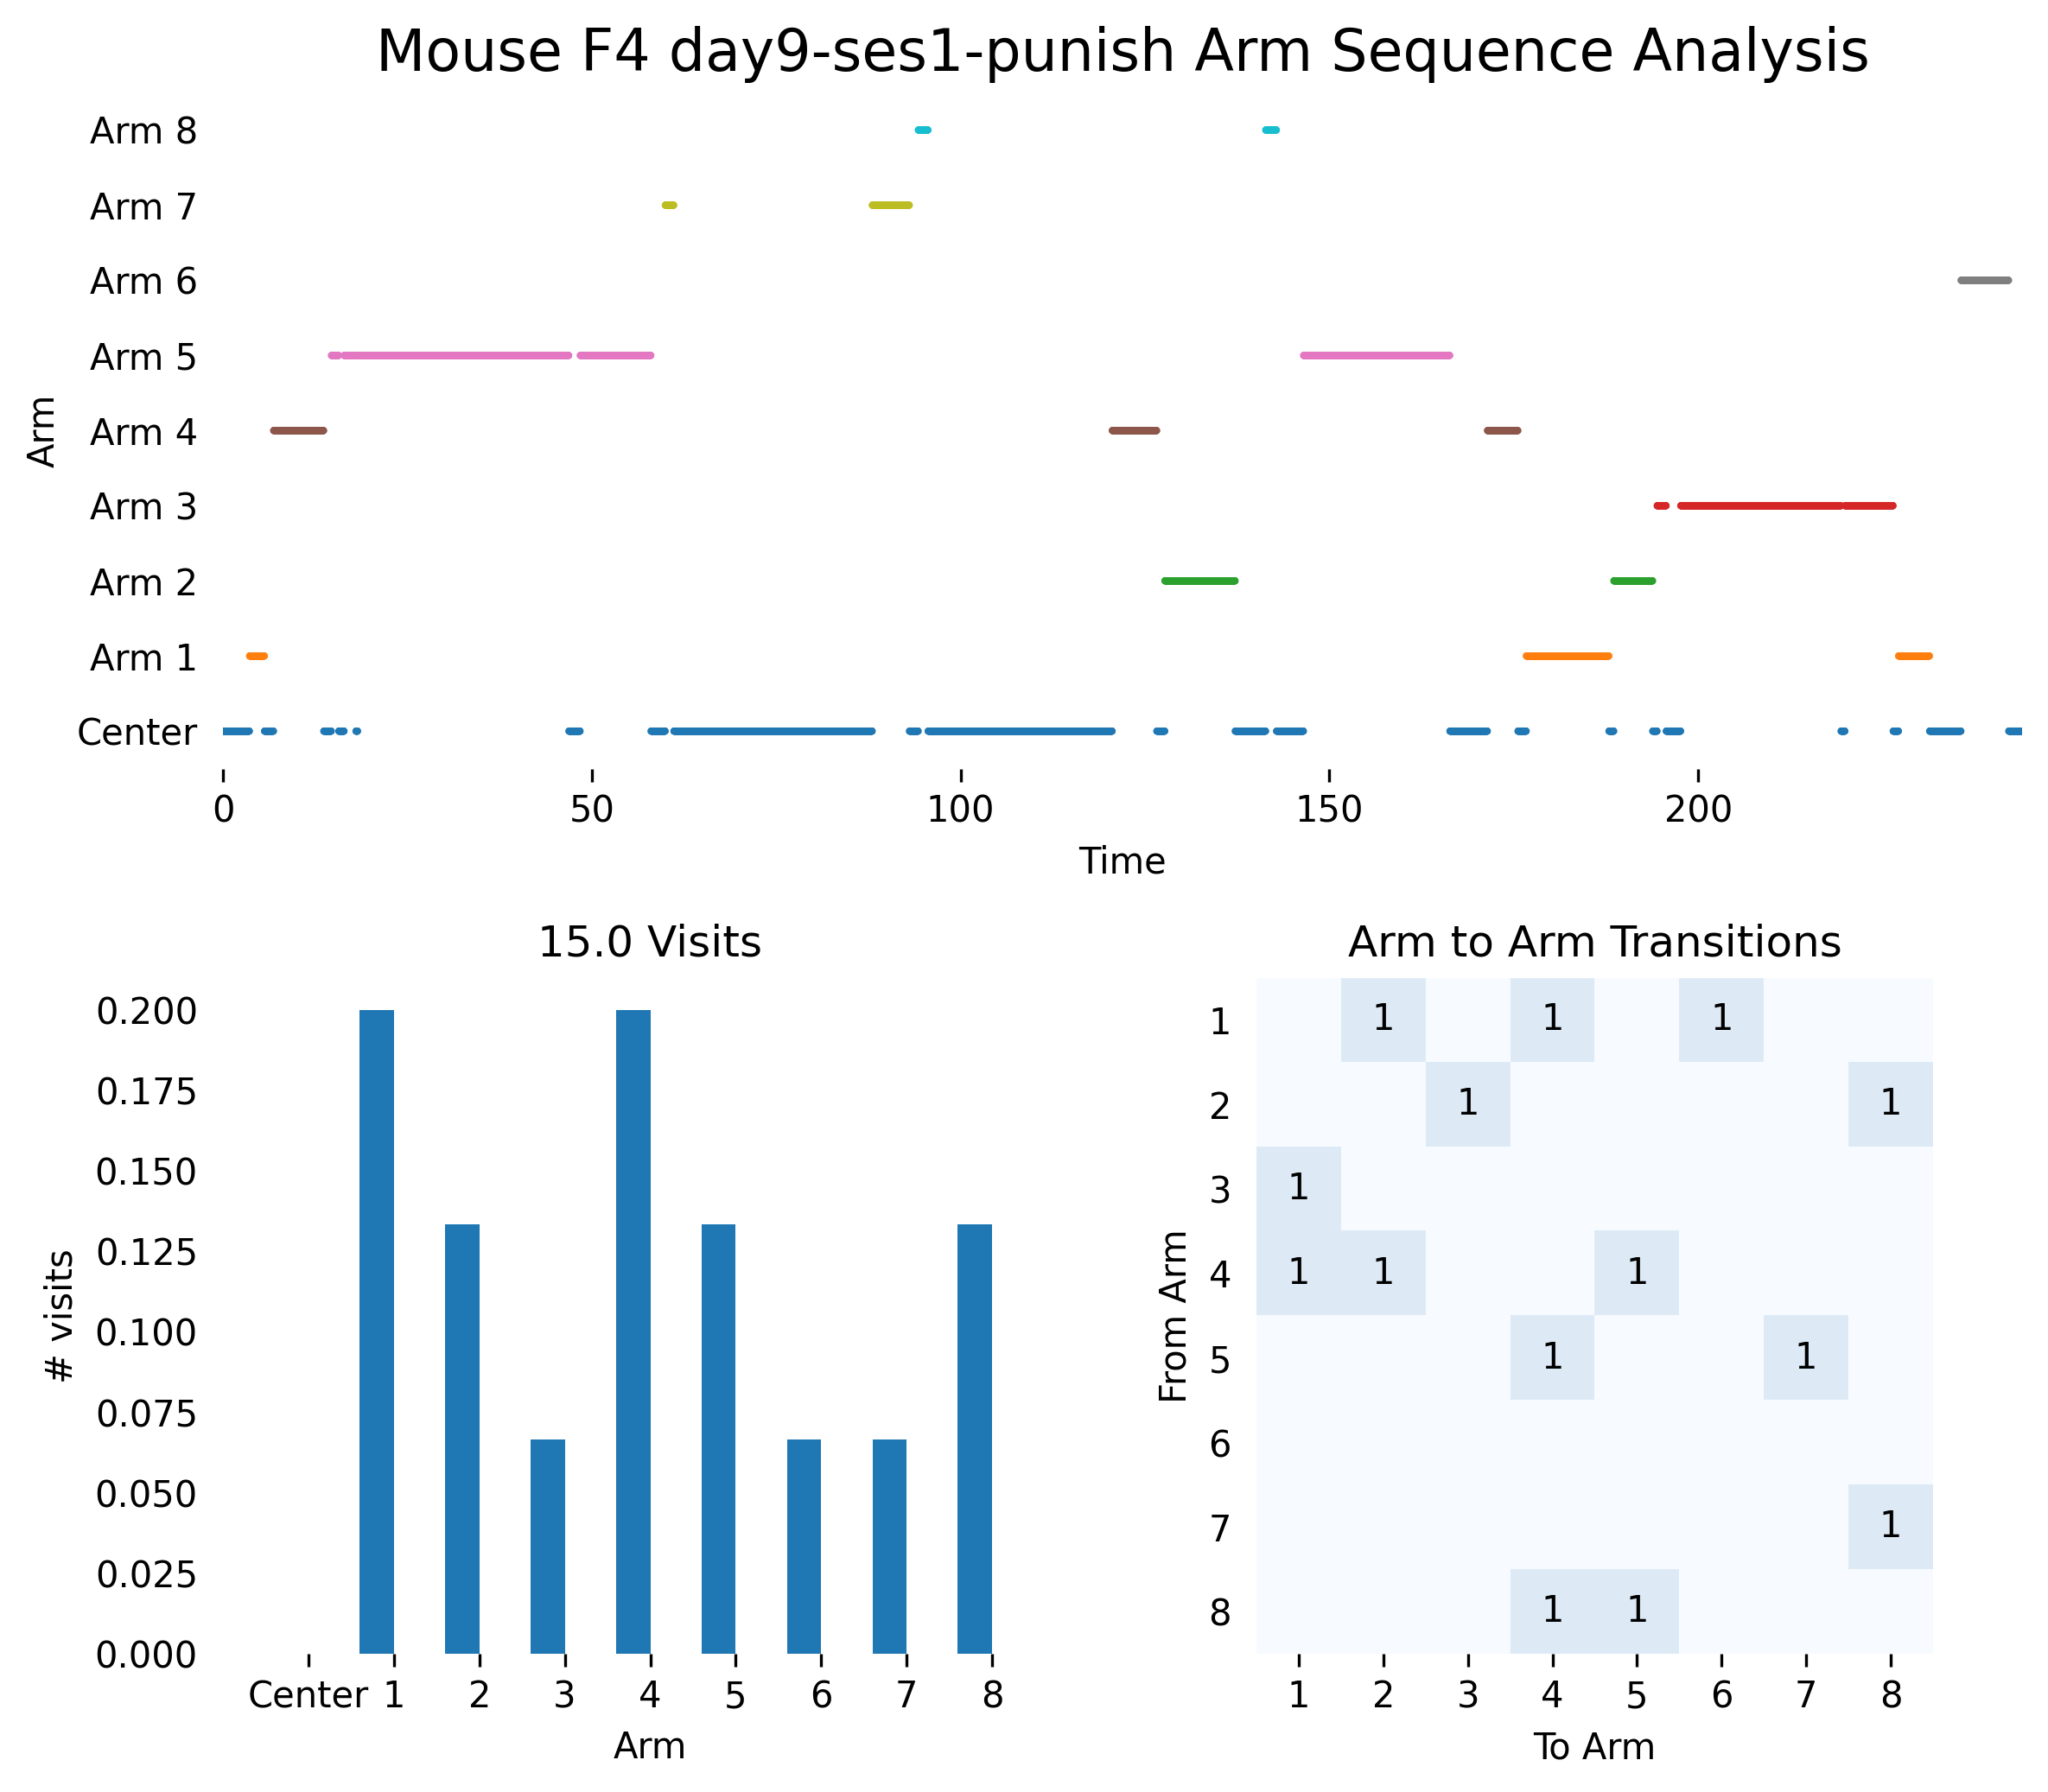 Mouse F4 day9-ses1-punish Arm Sequence Analysis
Arm 8
Arm 7
Arm 6
Arm 5
Arm 4
Arm 3
Arm 2
Arm 1
Center
Arm
0 50 100 150 200
Time
15.0 Visits
0.200
0.175
0.150
0.125
0.100
0.075
0.050
0.025
0.000
# visits
Center 1 2 3 4 5 6 7 8
Arm
Arm to Arm Transitions
1 1 1 1
2 1 1
3 1
4 1 1 1
5 1 1
6
7 1
8 1 1
From Arm
1 2 3 4 5 6 7 8
To Arm